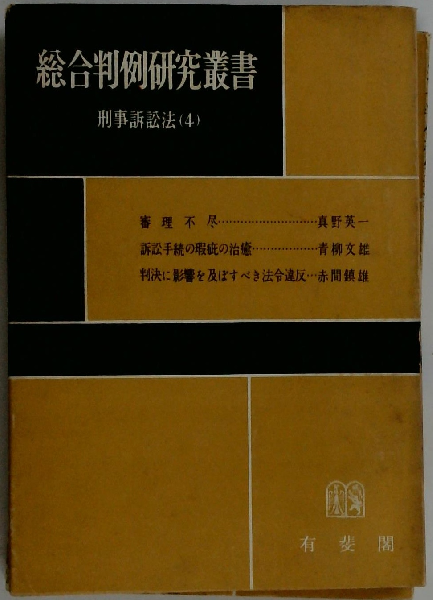 総合判例研究叢書
刑事訴訟法(4)
審理不尽…………………………真野英一
訴訟手続の瑕疵の治癒………………青柳文雄
判決に影響を及ぼすべき法令違反…赤間鎮雄
有斐閣